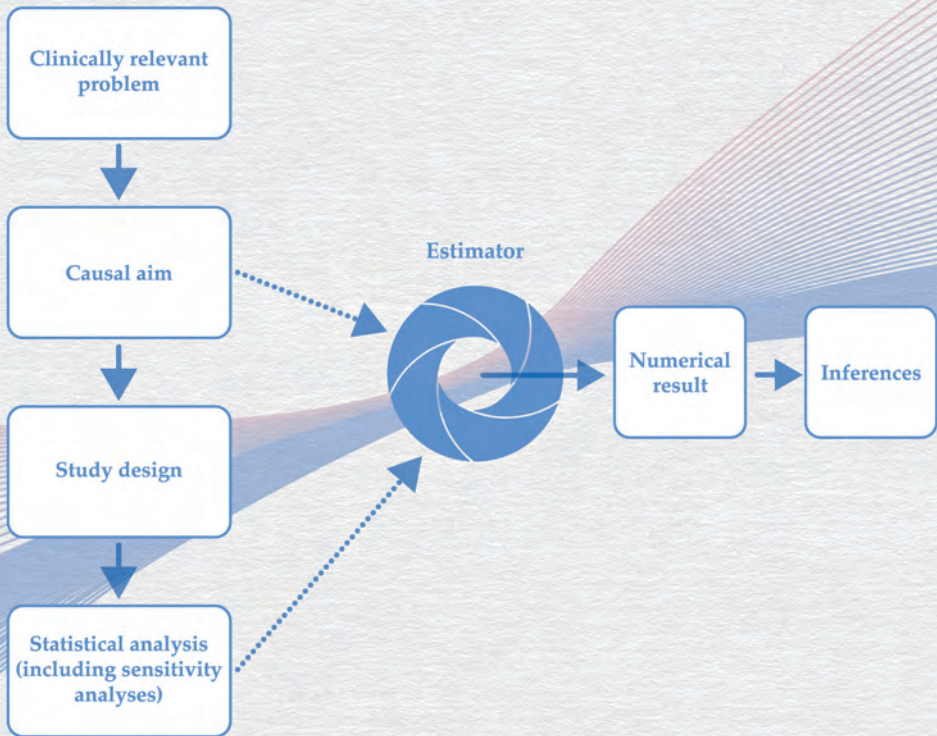 Clinically relevant
problem
Causal aim
Study design
Statistical analysis
(including sensitivity
analyses)
Estimator
Numerical
result
Inferences